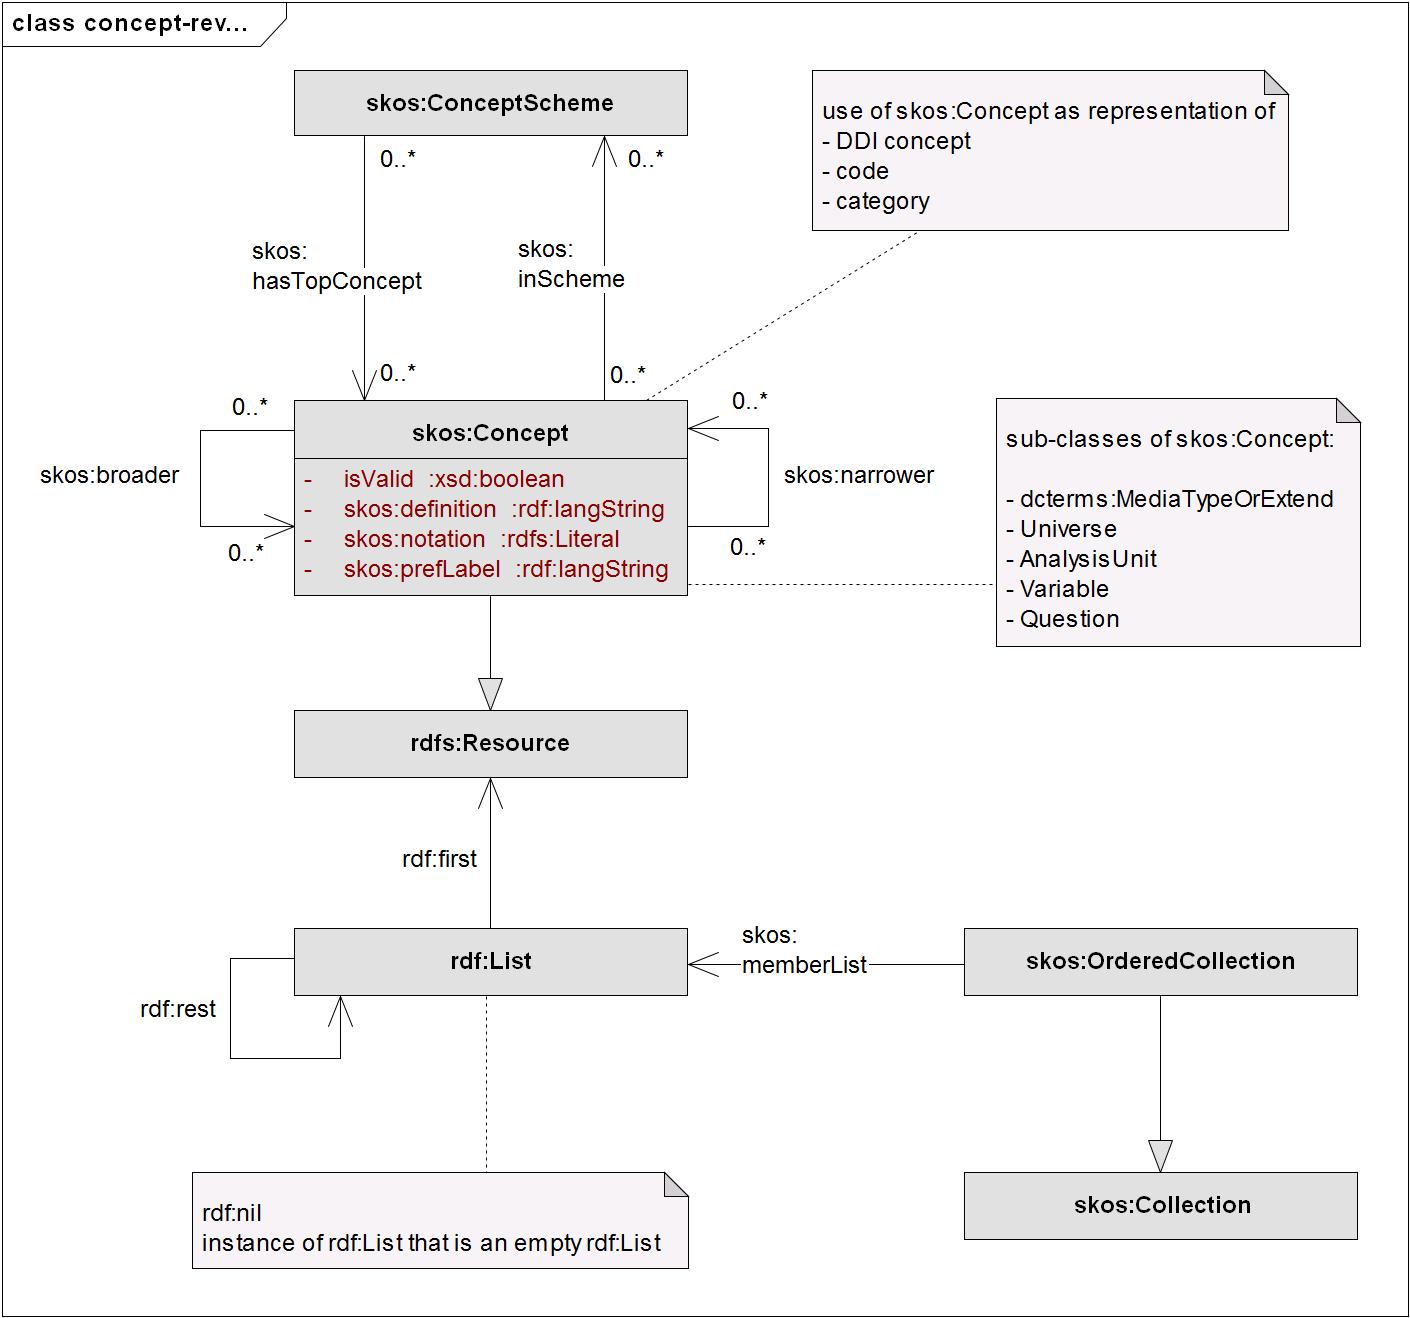 class concept-rev...
skos:ConceptScheme
0..*
0..*
use of skos:Concept as representation of
- DDI concept
- code
- category
skos:
hasTopConcept
skos:
inScheme
0..*
0..*
0..*
0..*
skos:Concept
skos:broader
- isValid :xsd:boolean
- skos:definition :rdf:langString
- skos:notation :rdfs:Literal
- skos:prefLabel :rdf:langString
skos:narrower
0..*
0..*
sub-classes of skos:Concept:
- dcterms:MediaTypeOrExtend
- Universe
- AnalysisUnit
- Variable
- Question
rdfs:Resource
rdf:first
rdf:List
skos:
memberList
skos:OrderedCollection
rdf:rest
rdf:nil
instance of rdf:List that is an empty rdf:List
skos:Collection